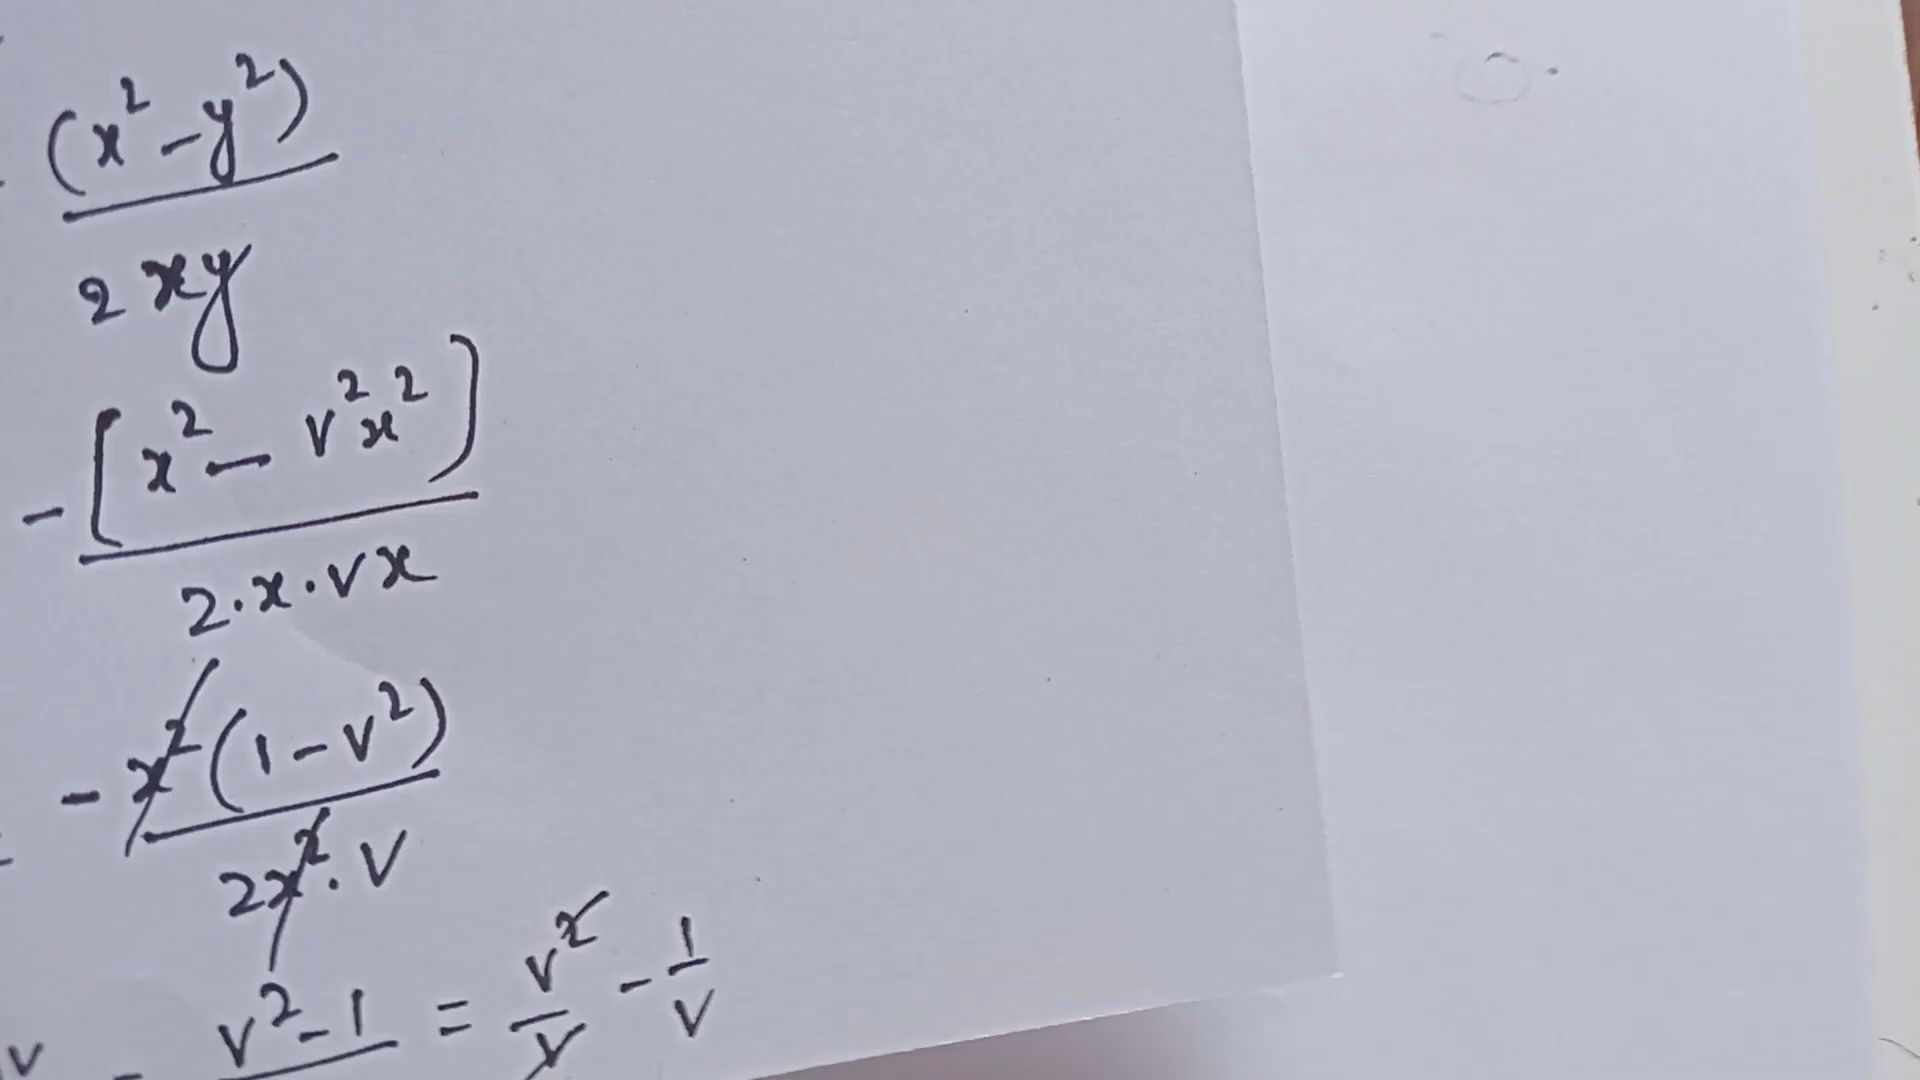 (x² - y²)
2xy
- [x² - v²x²]
2·x·vx
- x²(1 - v²)
2x²·v
v - v² - 1 = v²/v - 1/v